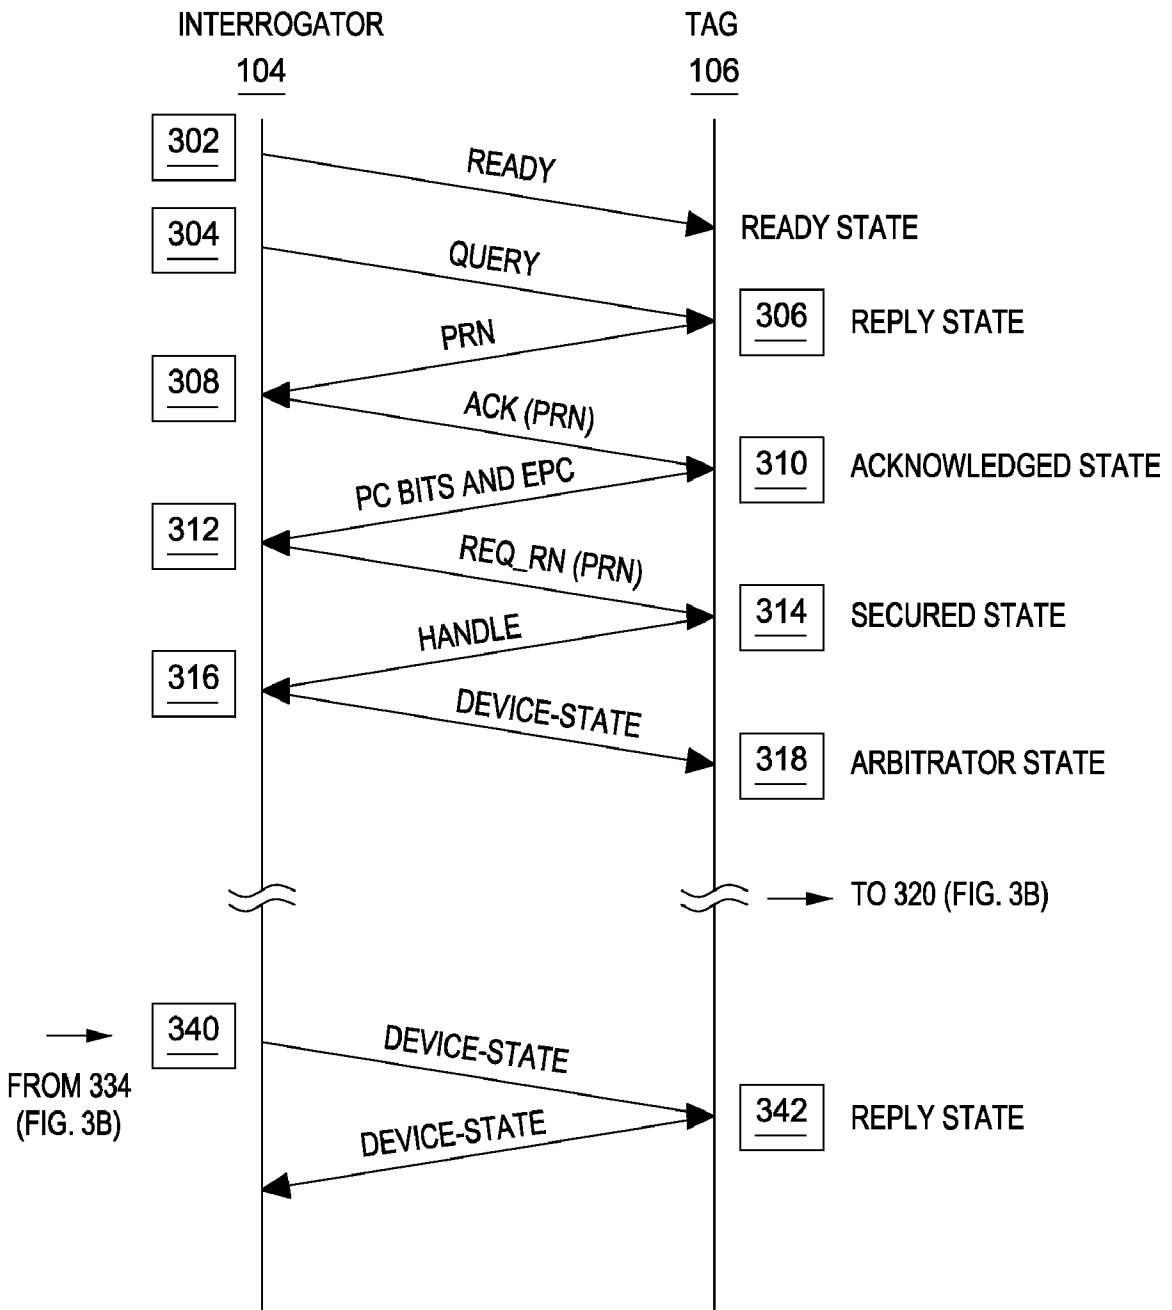 INTERROGATOR
TAG
104
106
302
READY
READY STATE
304
QUERY
306
REPLY STATE
PRN
308
ACK (PRN)
310
ACKNOWLEDGED STATE
PC BITS AND EPC
312
REQ_RN (PRN)
314
SECURED STATE
HANDLE
316
DEVICE-STATE
318
ARBITRATOR STATE
TO 320 (FIG. 3B)
340
DEVICE-STATE
FROM 334
(FIG. 3B)
342
REPLY STATE
DEVICE-STATE